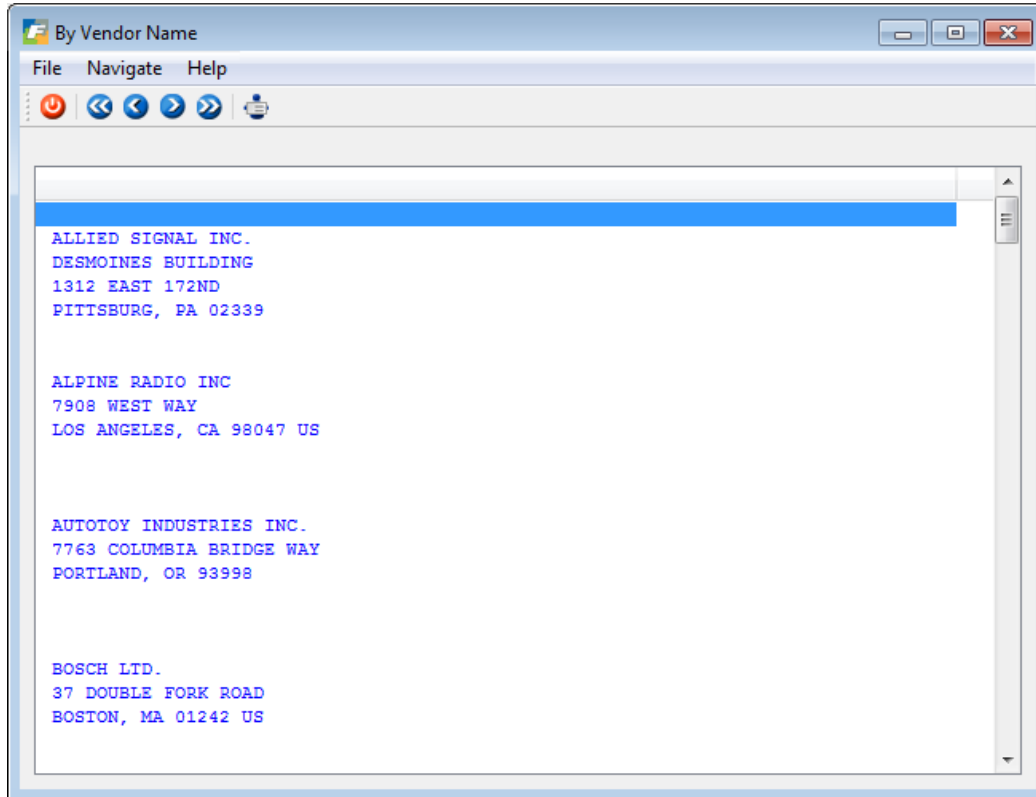 By Vendor Name
File Navigate Help
ALLIED SIGNAL INC.
DESMOINES BUILDING
1312 EAST 172ND
PITTSBURG, PA 02339
ALPINE RADIO INC
7908 WEST WAY
LOS ANGELES, CA 98047 US
AUTOTOY INDUSTRIES INC.
7763 COLUMBIA BRIDGE WAY
PORTLAND, OR 93998
BOSCH LTD.
37 DOUBLE FORK ROAD
BOSTON, MA 01242 US